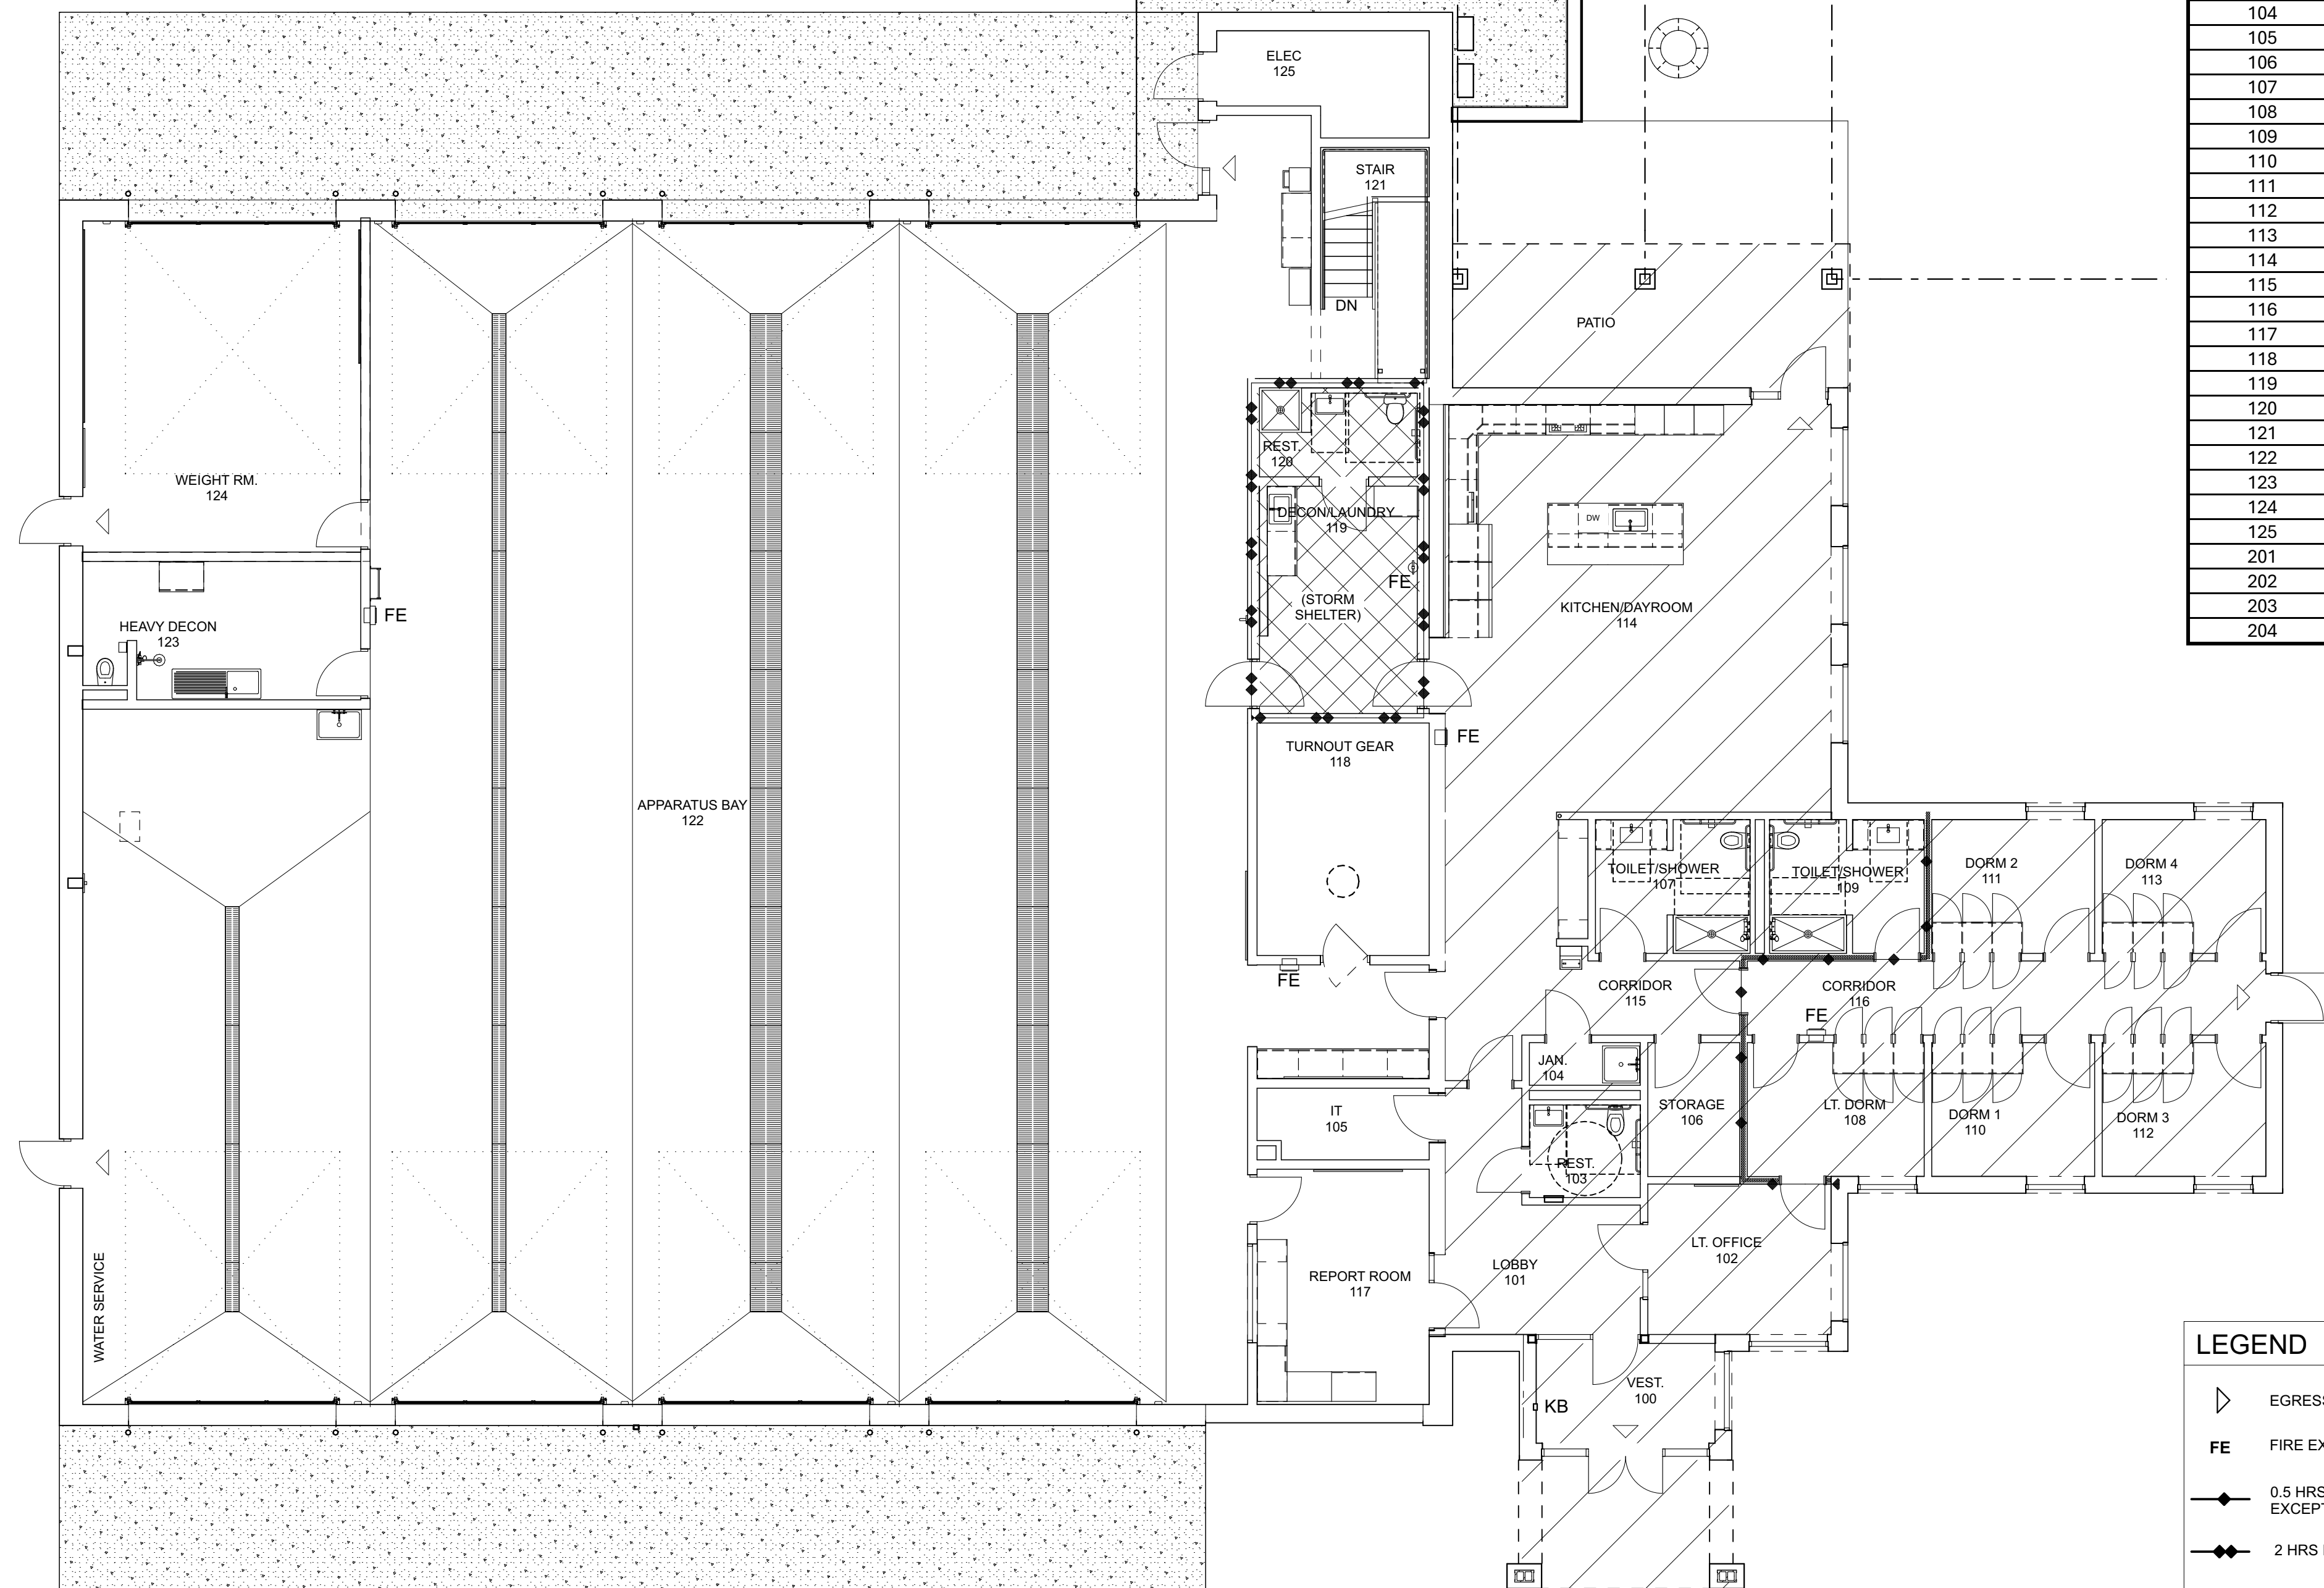 ELEC
125
STAIR
121
DN
PATIO
WEIGHT RM.
124
REST.
120
DECON/LAUNDRY
119
FE
(STORM
SHELTER)
DW
KITCHEN/DAYROOM
114
HEAVY DECON
123
FE
TURNOUT GEAR
118
FE
APPARATUS BAY
122
TOILET/SHOWER
107
TOILET/SHOWER
109
DORM 2
111
DORM 4
113
FE
CORRIDOR
115
CORRIDOR
116
FE
JAN.
104
IT
105
STORAGE
106
LT. DORM
108
DORM 1
110
DORM 3
112
REST.
103
LT. OFFICE
102
LOBBY
101
REPORT ROOM
117
WATER SERVICE
VEST.
100
KB
104
105
106
107
108
109
110
111
112
113
114
115
116
117
118
119
120
121
122
123
124
125
201
202
203
204
LEGEND
FE
0.5 HRS
2 HRS